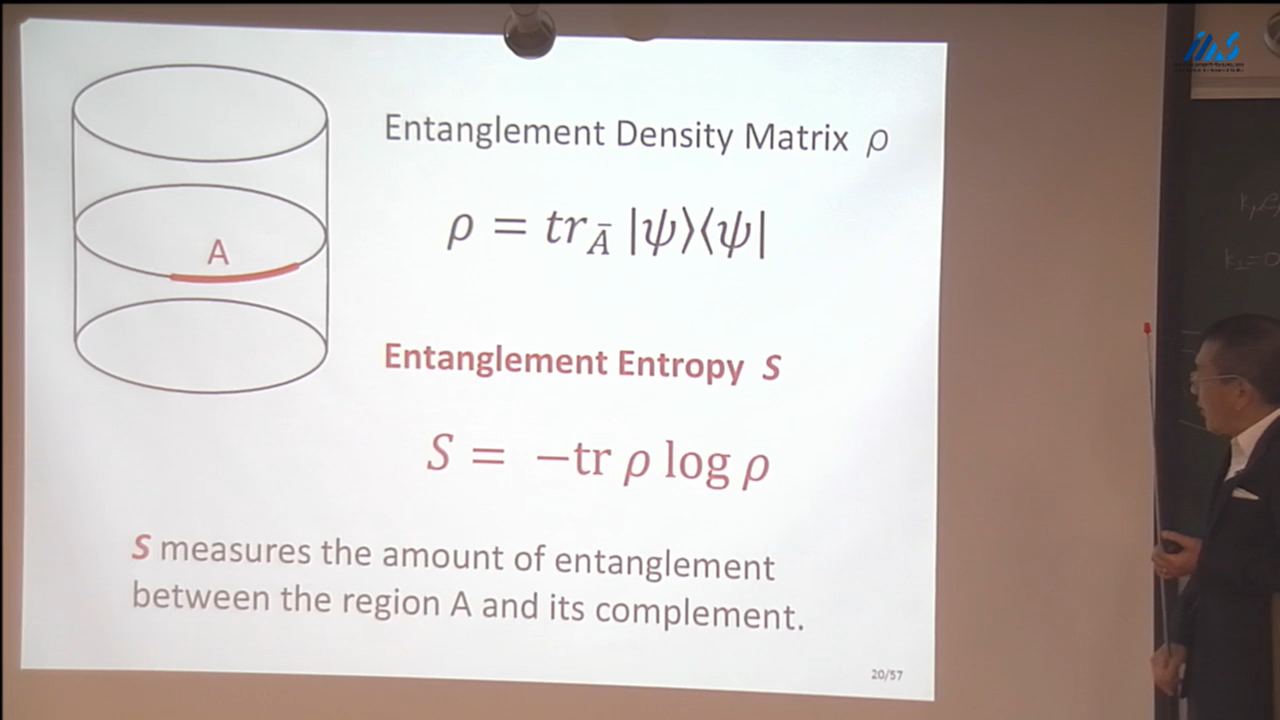 Entanglement Density Matrix ρ
A
ρ = tr_Ā |ψ⟩⟨ψ|
Entanglement Entropy S
S = −tr ρ log ρ
S measures the amount of entanglement
between the region A and its complement.
20/57